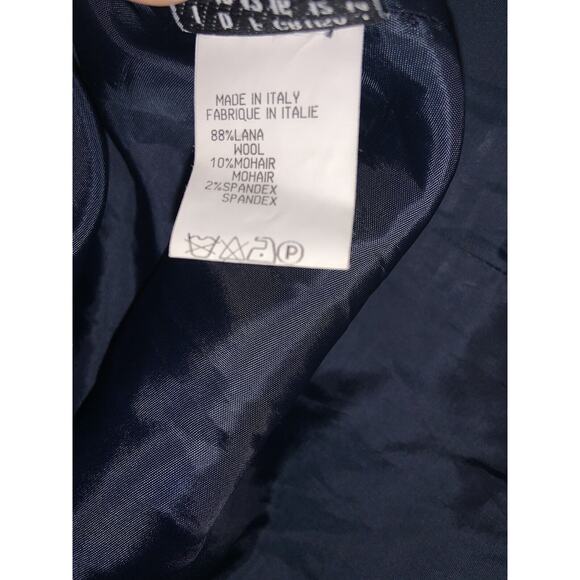 MADE IN ITALY
FABRIQUE IN ITALIE
88%LANA
WOOL
10%MOHAIR
MOHAIR
2%SPANDEX
SPANDEX
P